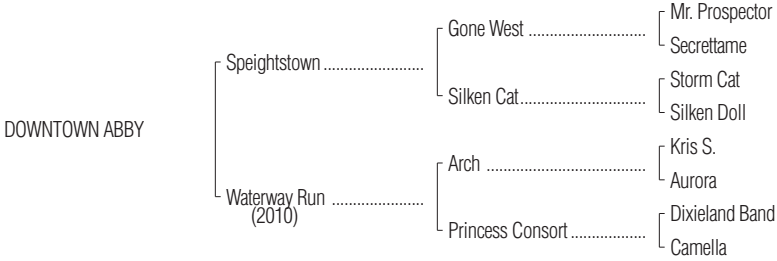 Mr. Prospector
Gone West
Secrettame
Speightstown
Storm Cat
Silken Cat
Silken Doll
DOWNTOWN ABBY
Kris S.
Arch
Aurora
Waterway Run
(2010)
Dixieland Band
Princess Consort
Camella